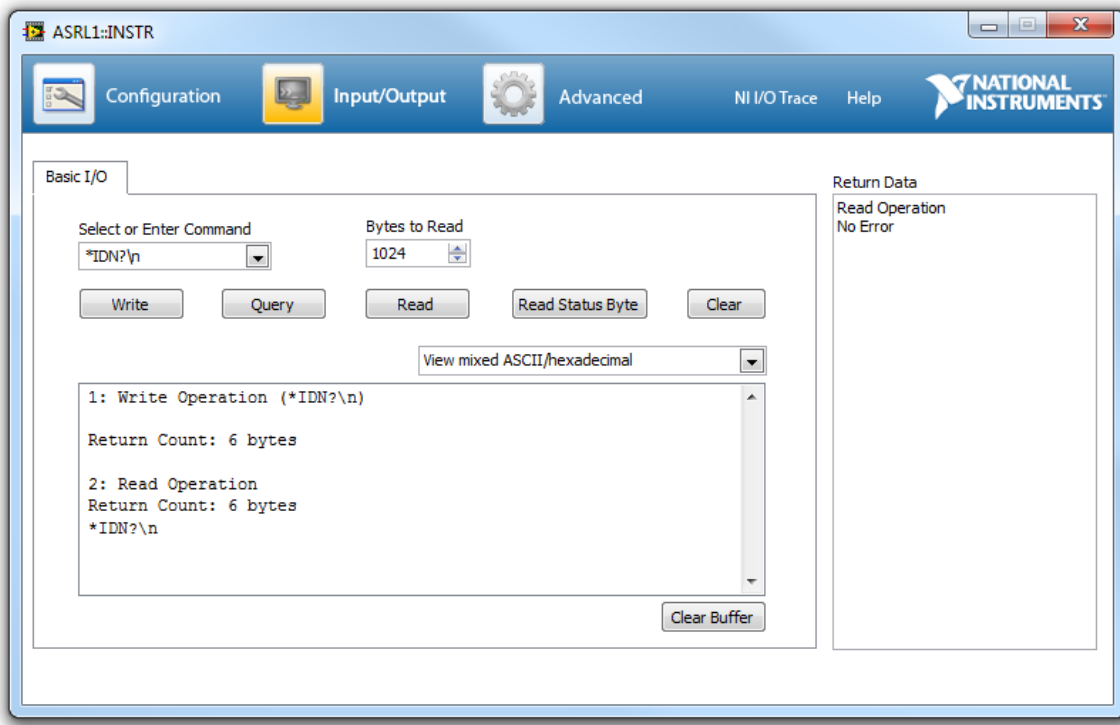 ASRL1::INSTR
Configuration
Input/Output
Advanced
NI I/O Trace
Help
NATIONAL INSTRUMENTS
Basic I/O
Select or Enter Command
*IDN?\n
Bytes to Read
1024
Write
Query
Read
Read Status Byte
Clear
View mixed ASCII/hexadecimal
1: Write Operation (*IDN?\n)
Return Count: 6 bytes
2: Read Operation
Return Count: 6 bytes
*IDN?\n
Clear Buffer
Return Data
Read Operation
No Error